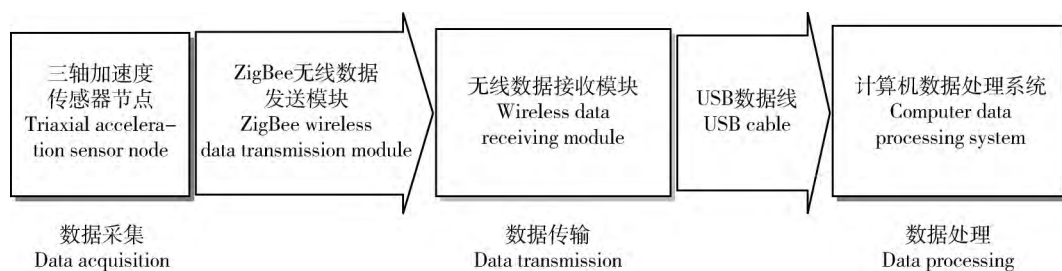 三轴加速度
传感器节点
Triaxial accelera-
tion sensor node
ZigBee无线数据
发送模块
ZigBee wireless
data transmission module
无线数据接收模块
Wireless data
receiving module
USB数据线
USB cable
计算机数据处理系统
Computer data
processing system
数据采集
Data acquisition
数据传输
Data transmission
数据处理
Data processing